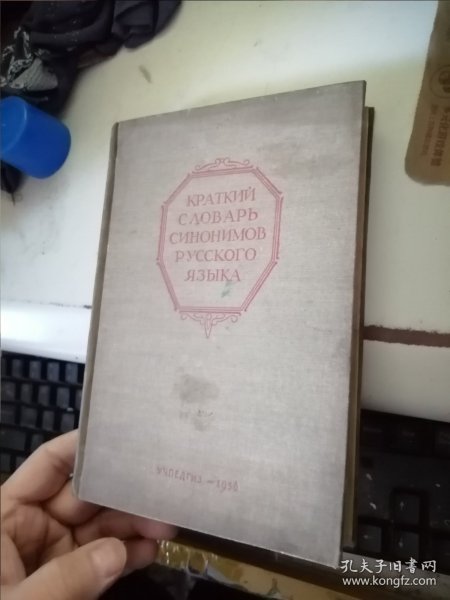 КРАТКИЙ
СЛОВАРЬ
СИНОНИМОВ
РУССКОГО
ЯЗЫКА
УЧПЕДГИЗ — 1956
孔夫子旧书网
www.kongfz.com